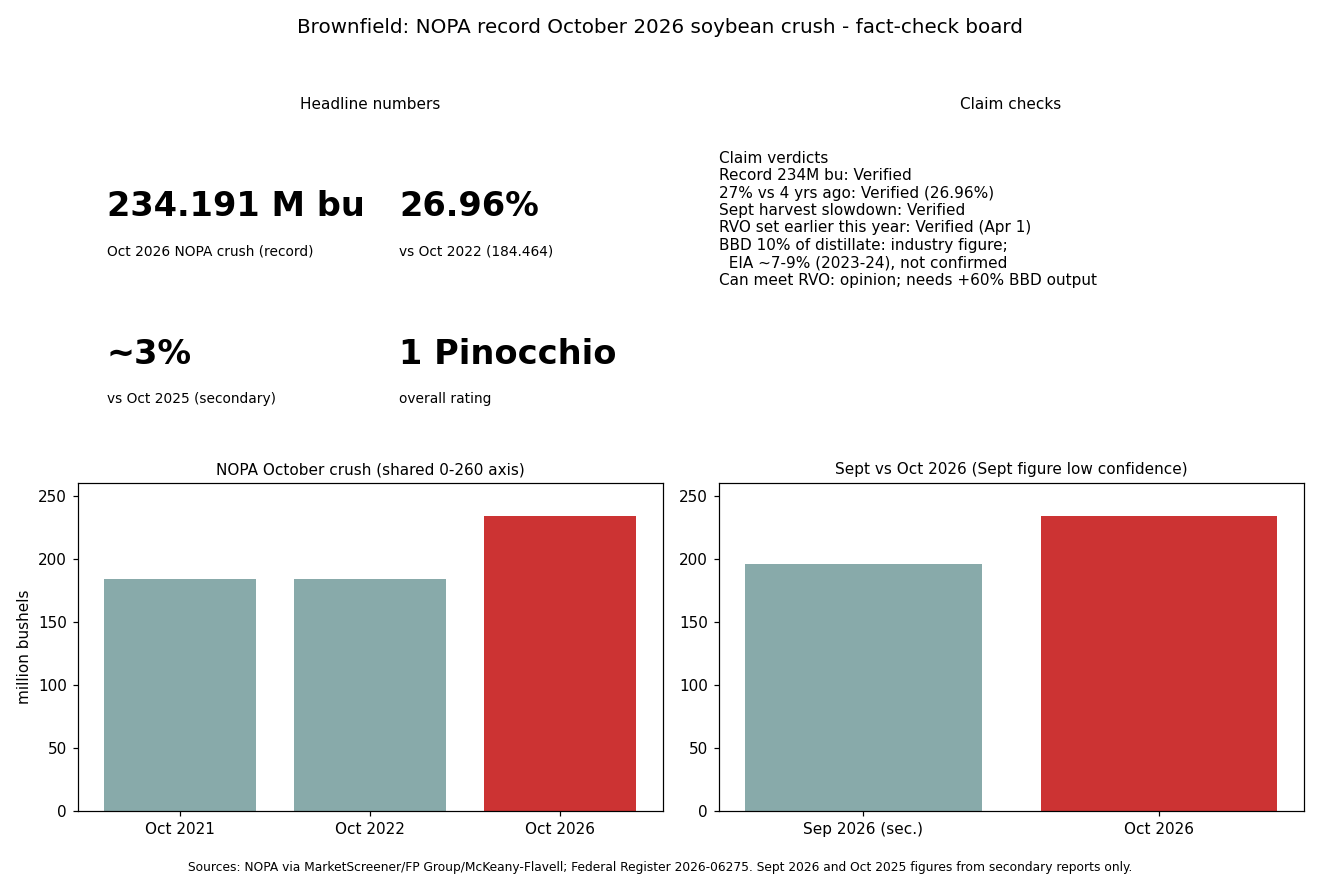 Brownfield: NOPA record October 2026 soybean crush - fact-check board
Headline numbers
234.191 M bu
Oct 2026 NOPA crush (record)
26.96%
vs Oct 2022 (184.464)
~3%
vs Oct 2025 (secondary)
1 Pinocchio
overall rating
Claim checks
Claim verdicts
Record 234M bu: Verified
27% vs 4 yrs ago: Verified (26.96%)
Sept harvest slowdown: Verified
RVO set earlier this year: Verified (Apr 1)
BBD 10% of distillate: industry figure;
EIA ~7-9% (2023-24), not confirmed
Can meet RVO: opinion; needs +60% BBD output
NOPA October crush (shared 0-260 axis)
million bushels
250
200
150
100
50
0
Oct 2021
Oct 2022
Oct 2026
Sept vs Oct 2026 (Sept figure low confidence)
250
200
150
100
50
0
Sep 2026 (sec.)
Oct 2026
Sources: NOPA via MarketScreener/FP Group/McKeany-Flavell; Federal Register 2026-06275. Sept 2026 and Oct 2025 figures from secondary reports only.